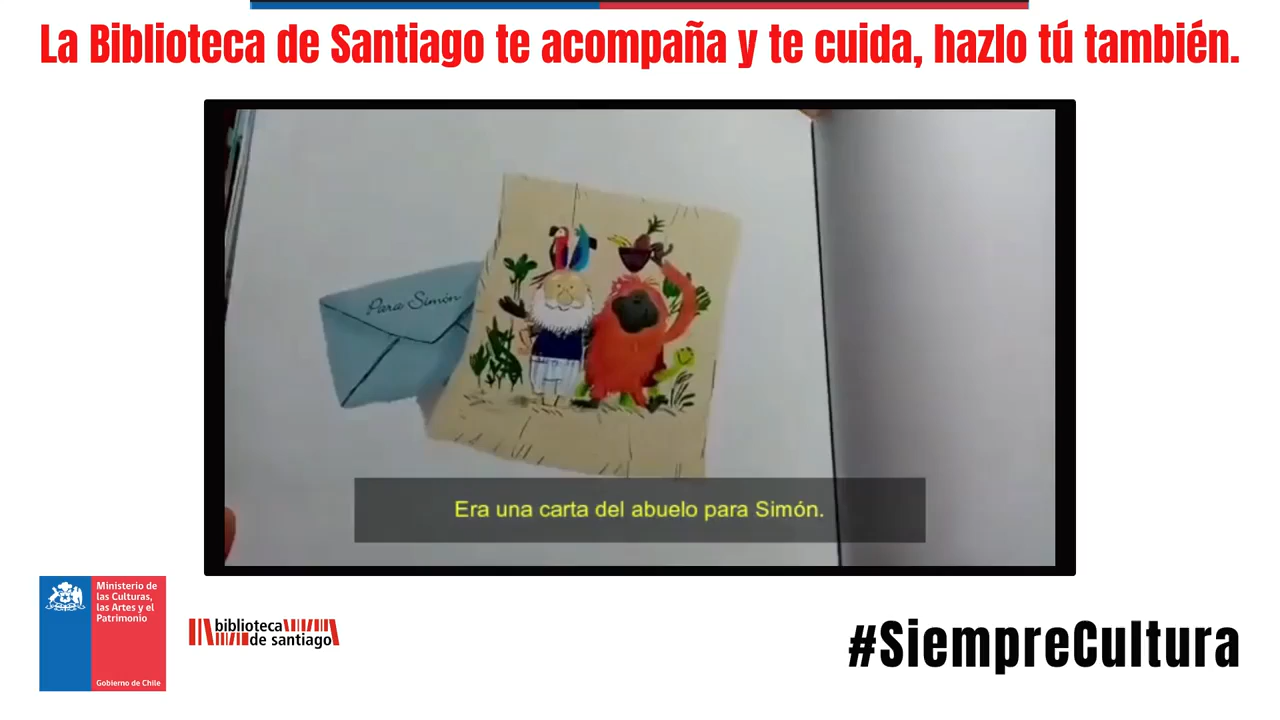 La Biblioteca de Santiago te acompaña y te cuida, hazlo tú también.
Para Simón
Era una carta del abuelo para Simón.
Ministerio de
las Culturas,
las Artes y el
Patrimonio
Gobierno de Chile
biblioteca
de santiago
#SiempreCultura